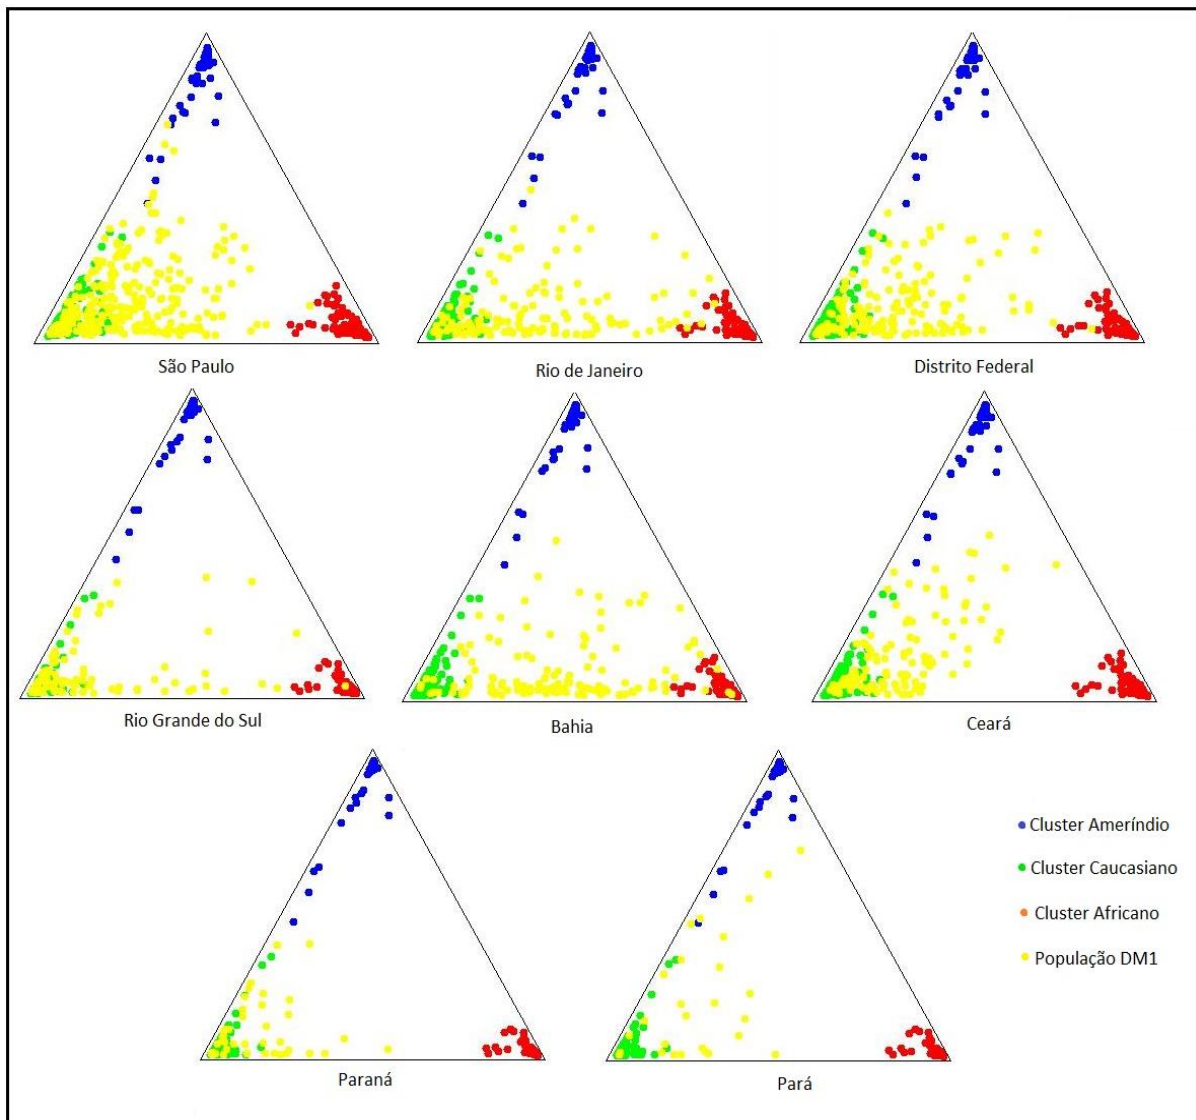 São Paulo
Rio de Janeiro
Distrito Federal
Rio Grande do Sul
Bahia
Ceará
Paraná
Pará
Cluster Ameríndio
Cluster Caucasiano
Cluster Africano
População DM1